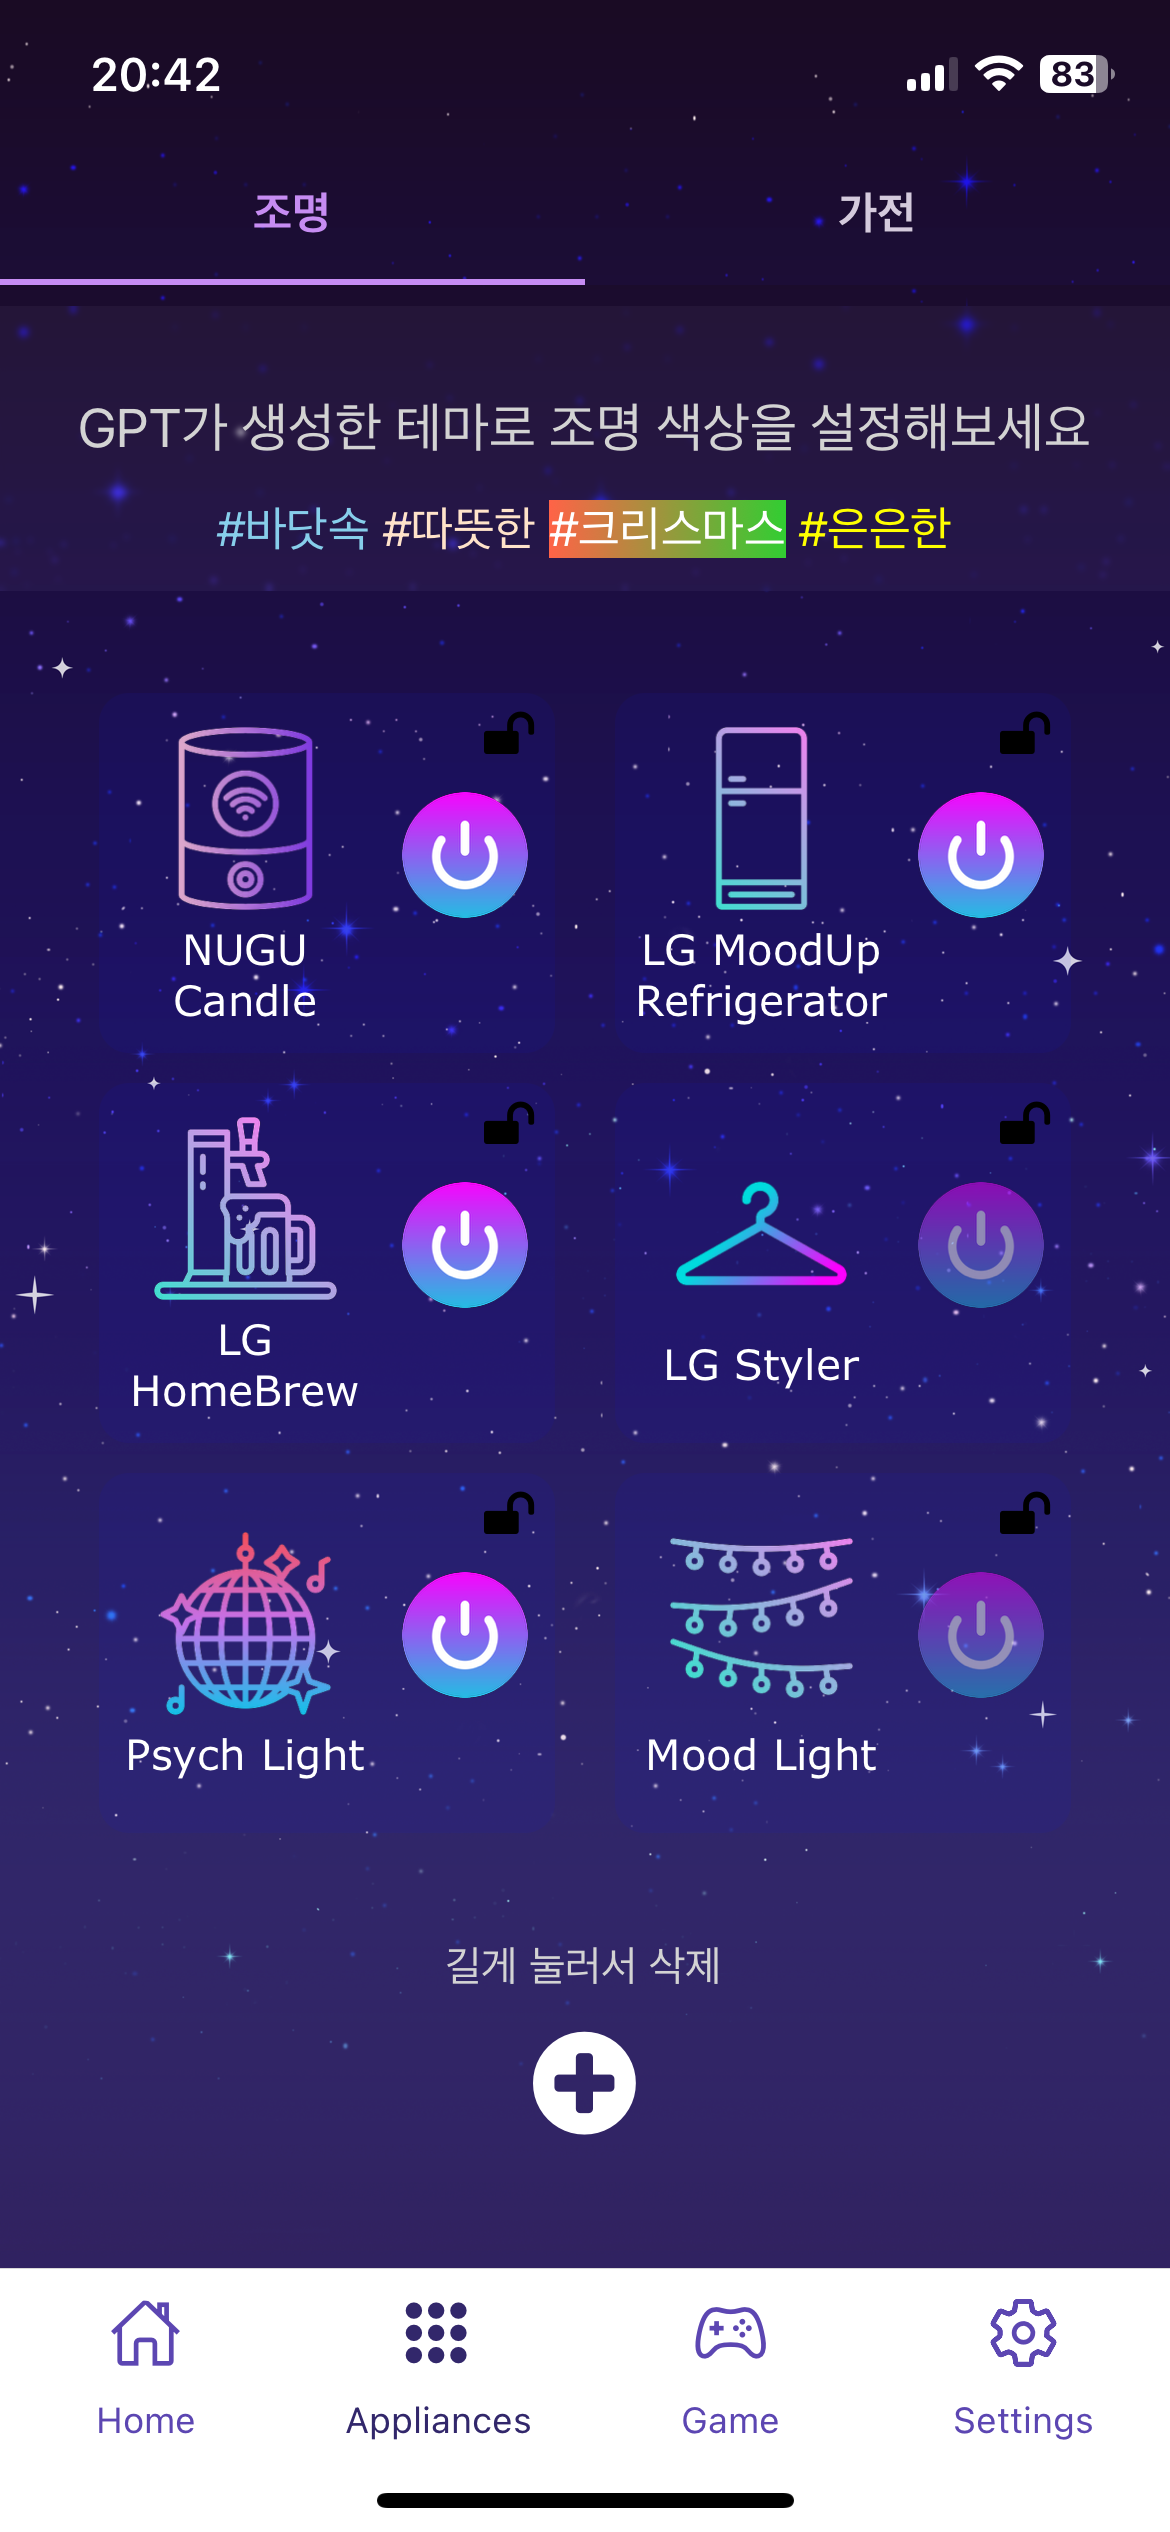 20:42
83
조명
가전
GPT가 생성한 테마로 조명 색상을 설정해보세요
#바닷속 #따뜻한 #크리스마스 #은은한
NUGU
Candle
LG MoodUp
Refrigerator
LG
HomeBrew
LG Styler
Psych Light
Mood Light
길게 눌러서 삭제
Home
Appliances
Game
Settings